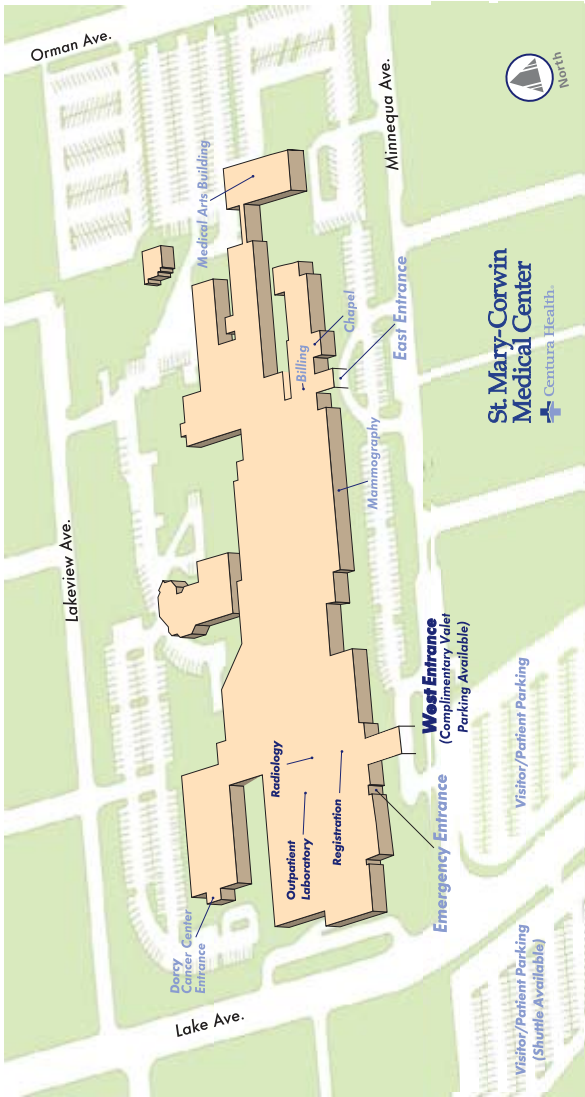 Orman Ave.
Minnequa Ave.
North
Medical Arts Building
Chapel
East Entrance
Billing
St. Mary-Corwin
Medical Center
Centura Health®
Mammography
Lakeview Ave.
West Entrance
(Complimentary Valet
Parking Available)
Visitor/Patient Parking
Radiology
Registration
Outpatient
Laboratory
Emergency Entrance
Dorcy
Cancer Center
Entrance
Lake Ave.
Visitor/Patient Parking
(Shuttle Available)